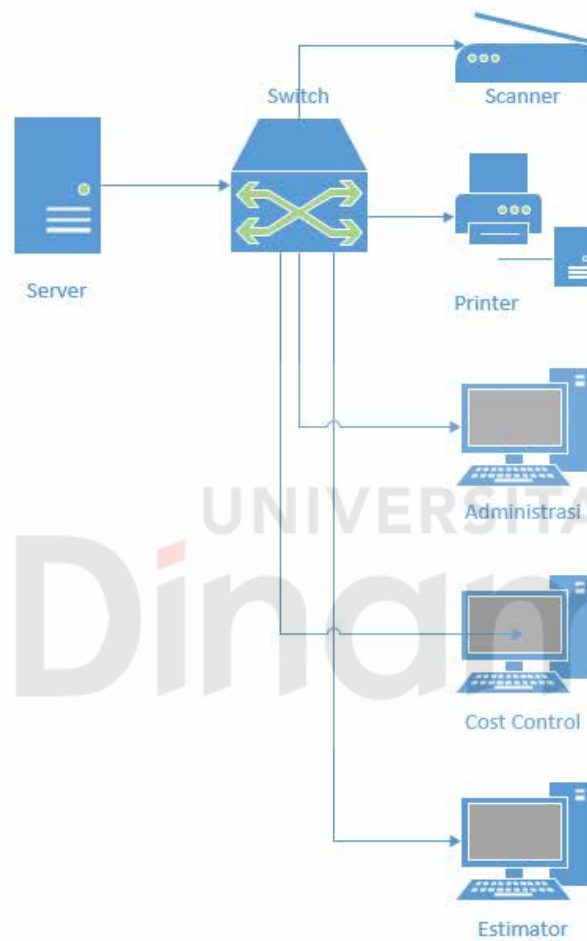 Switch
Scanner
Server
Printer
Administrasi
UNIVERSITA
Dinam
Cost Control
Estimator